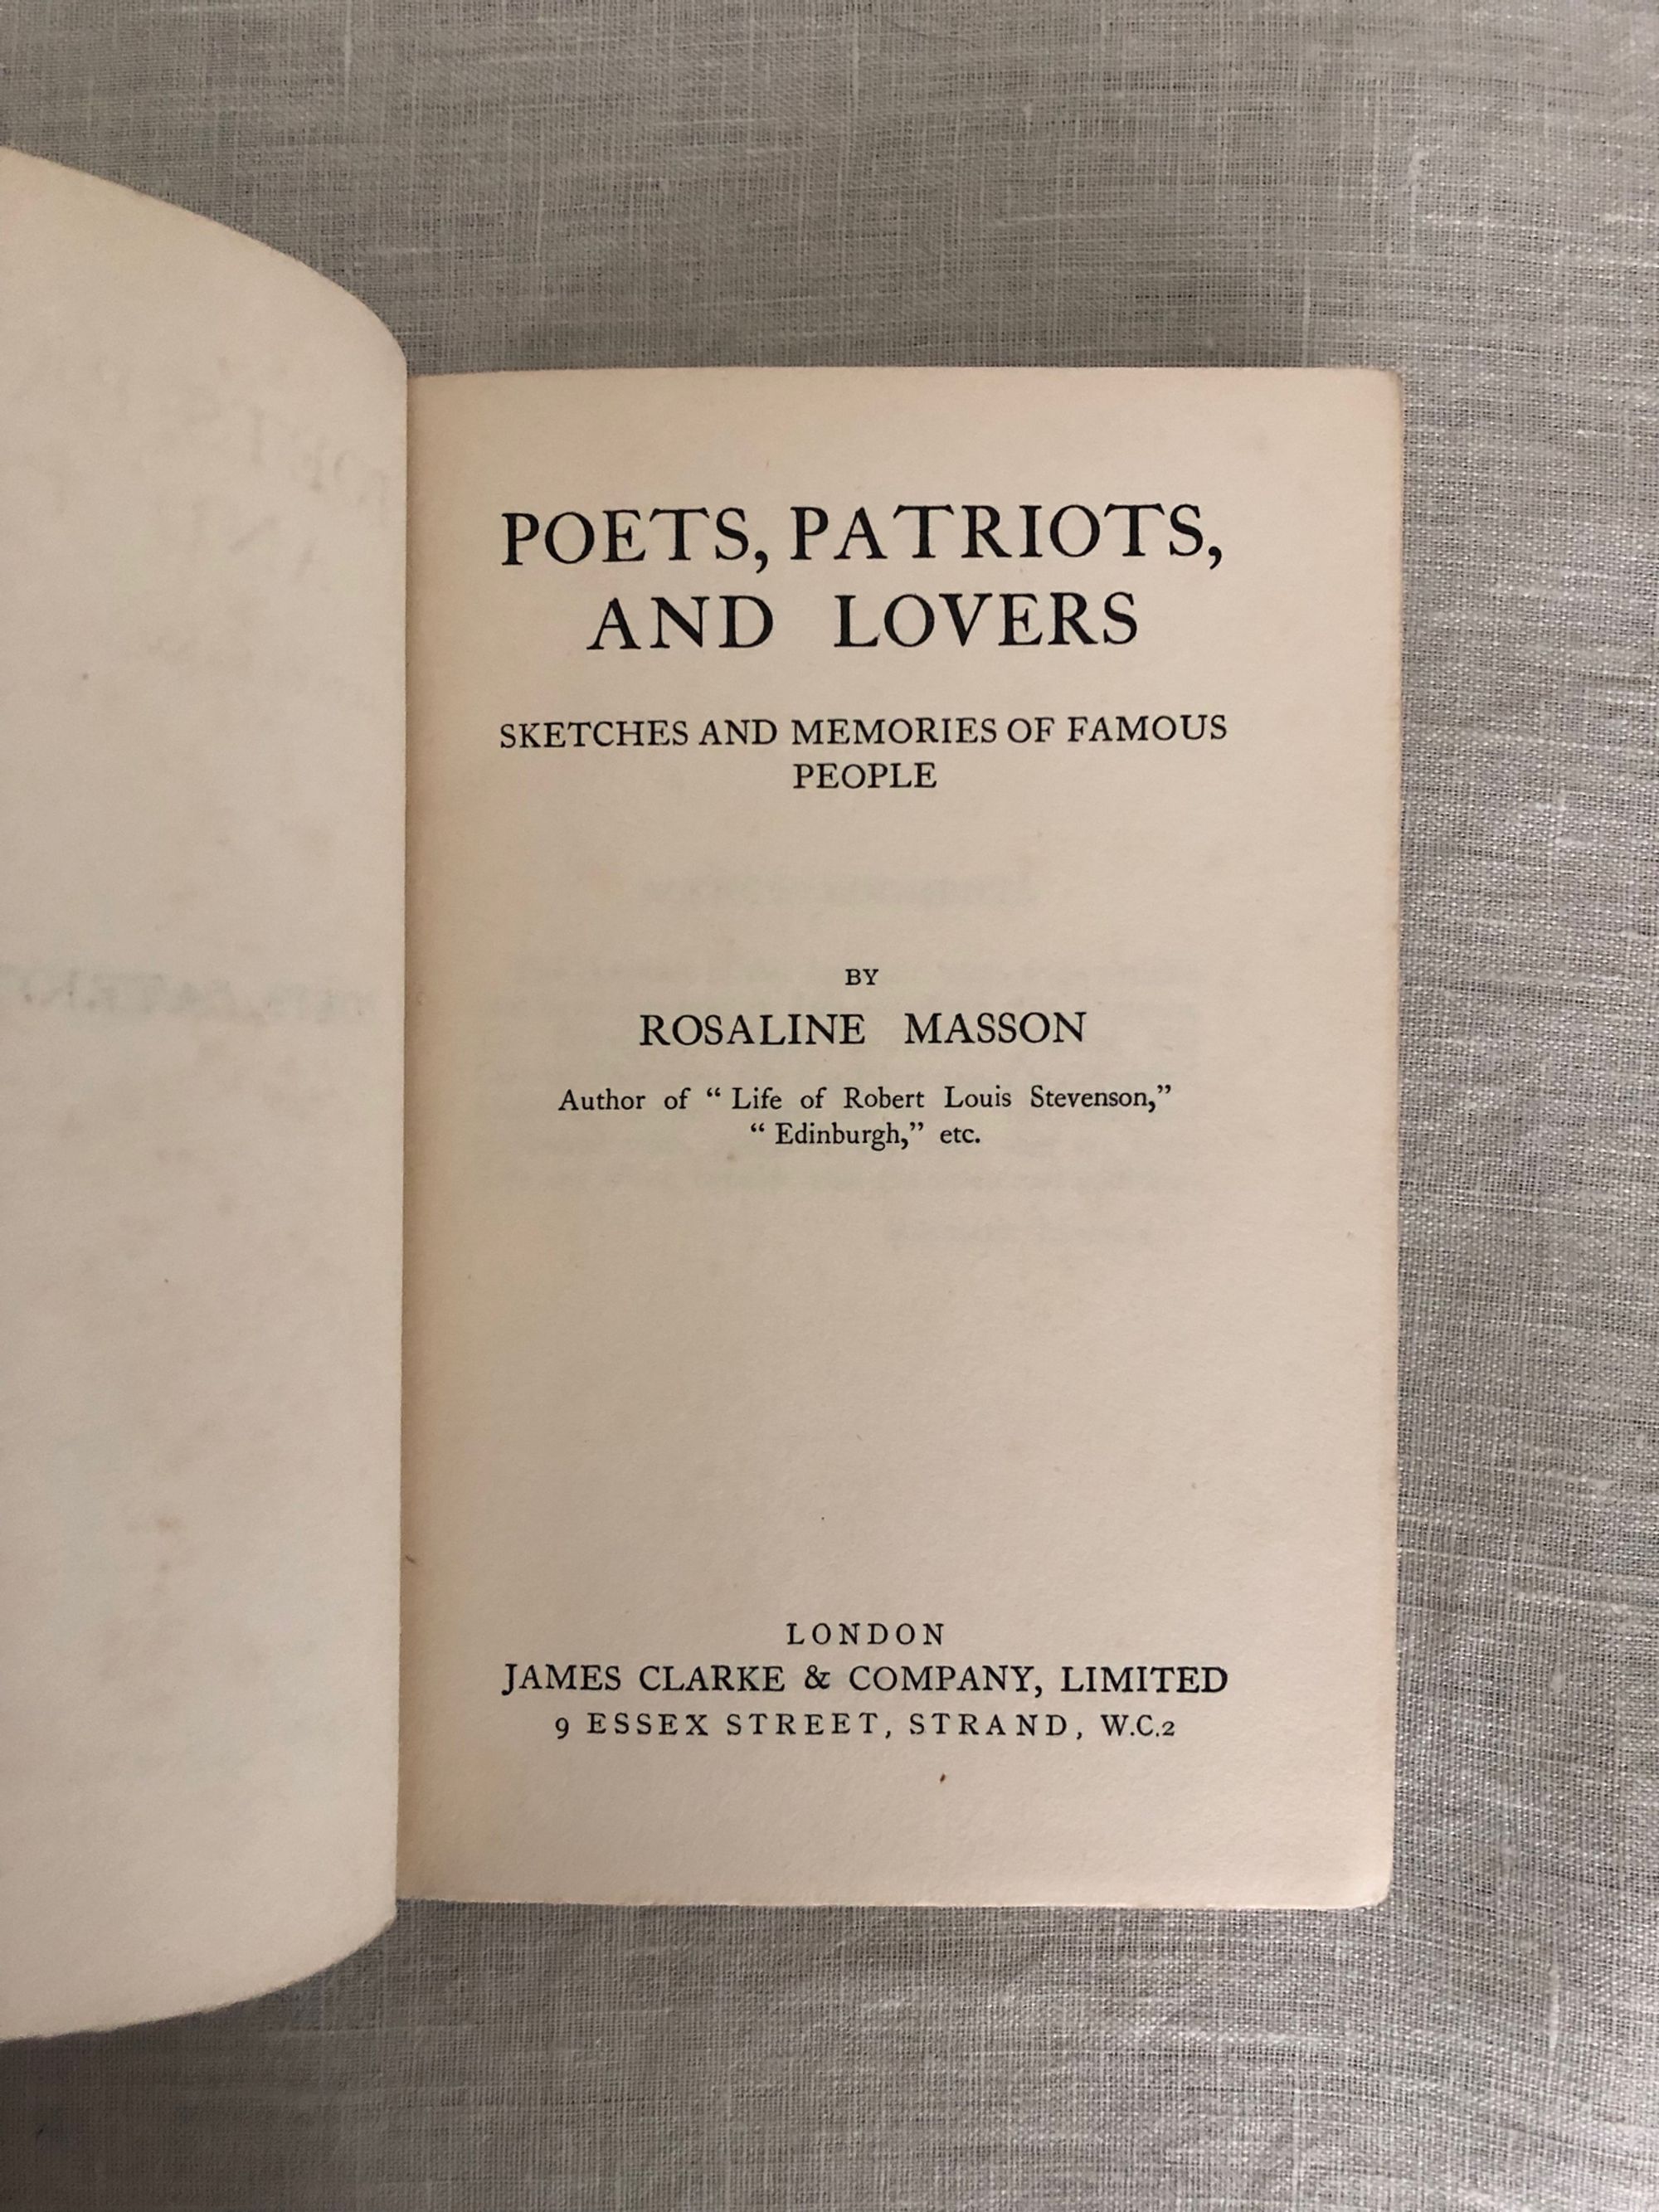 POETS, PATRIOTS,
AND LOVERS
SKETCHES AND MEMORIES OF FAMOUS
PEOPLE
BY
ROSALINE MASSON
Author of “ Life of Robert Louis Stevenson,”
“ Edinburgh,” etc.
LONDON
JAMES CLARKE & COMPANY, LIMITED
9 ESSEX STREET, STRAND, W.C.2